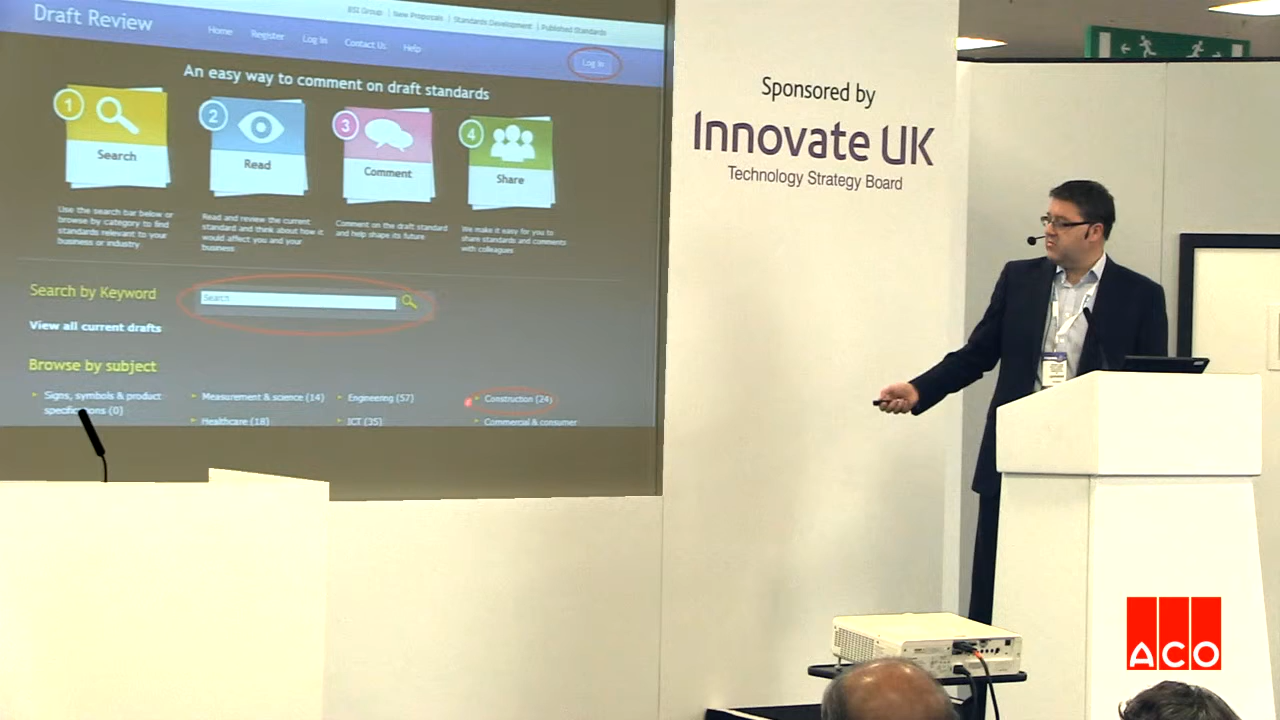 Draft Review
BSI Group | New Proposals | Standards Development | Published Standards
Home Register Log In Contact Us Help
Log In
An easy way to comment on draft standards
1
Search
2
Read
3
Comment
4
Share
Use the search bar below or
browse by category to find
standards relevant to your
business or industry
Read and review the current
standard and think about how it
would affect you and your
business
Comment on the draft standard
and help shape its future
We make it easy for you to
share standards and comments
with colleagues
Search by Keyword
Search
View all current drafts
Browse by subject
Signs, symbols & product
specifications (0)
Measurement & science (14)
Engineering (57)
Construction (24)
Healthcare (18)
ICT (35)
Commercial & consumer
Sponsored by
Innovate UK
Technology Strategy Board
ACO